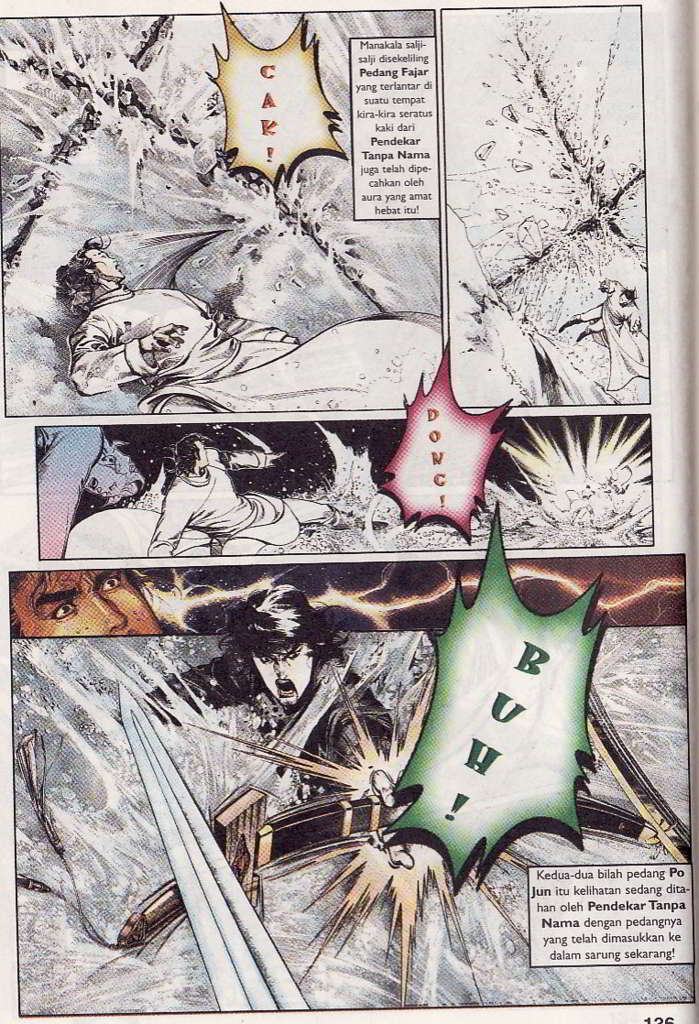 CAK!
Manakala salji-
salji disekeliling
Pedang Fajar
yang terlantar di
suatu tempat
kira-kira seratus
kaki dari
Pendekar
Tanpa Nama
juga telah dipe-
cahkan oleh
aura yang amat
hebat itu!
DONG!
BUH!
Kedua-dua bilah pedang Po
Jun itu kelihatan sedang dita-
han oleh Pendekar Tanpa
Nama dengan pedangnya
yang telah dimasukkan ke
dalam sarung sekarang!
126